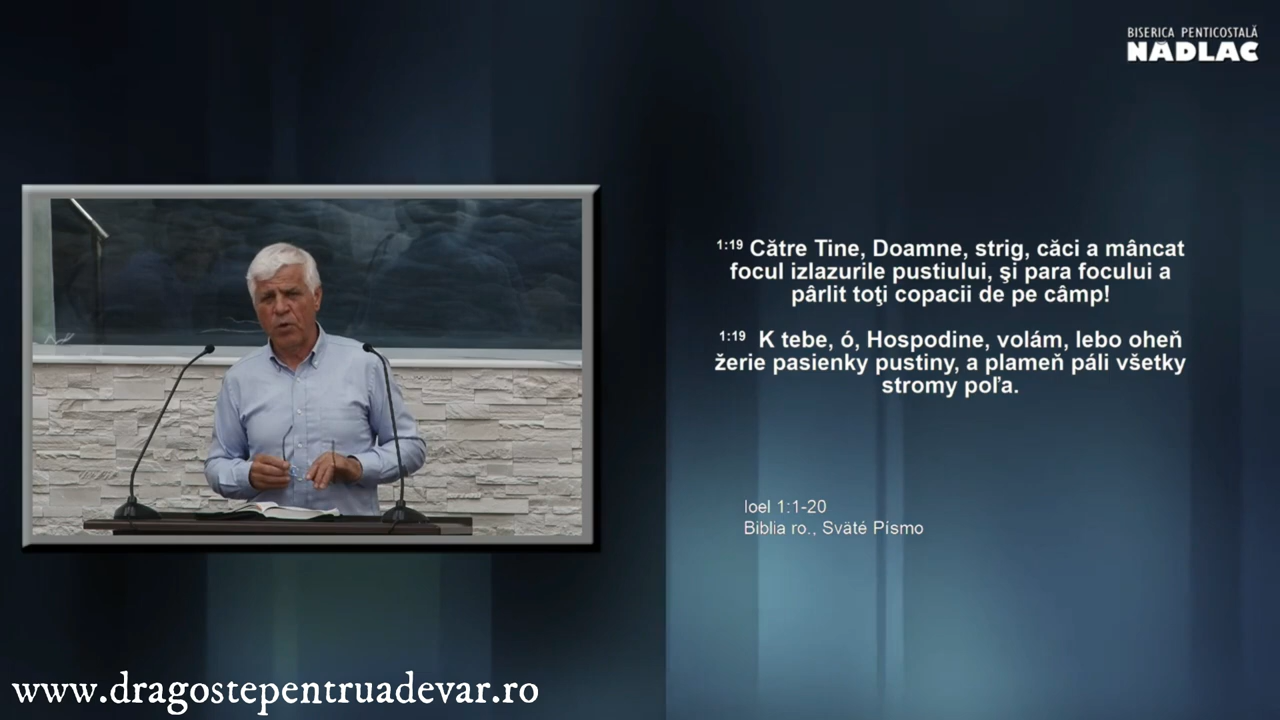 BISERICA PENTICOSTALĂ
NĂDLAC
1:19 Către Tine, Doamne, strig, căci a mâncat
focul izlazurile pustiului, şi para focului a
pârlit toţi copacii de pe câmp!
1:19 K tebe, ó, Hospodine, volám, lebo oheň
žerie pasienky pustiny, a plameň páli všetky
stromy poľa.
Ioel 1:1-20
Biblia ro., Sväté Písmo
www.dragostepentruadevar.ro